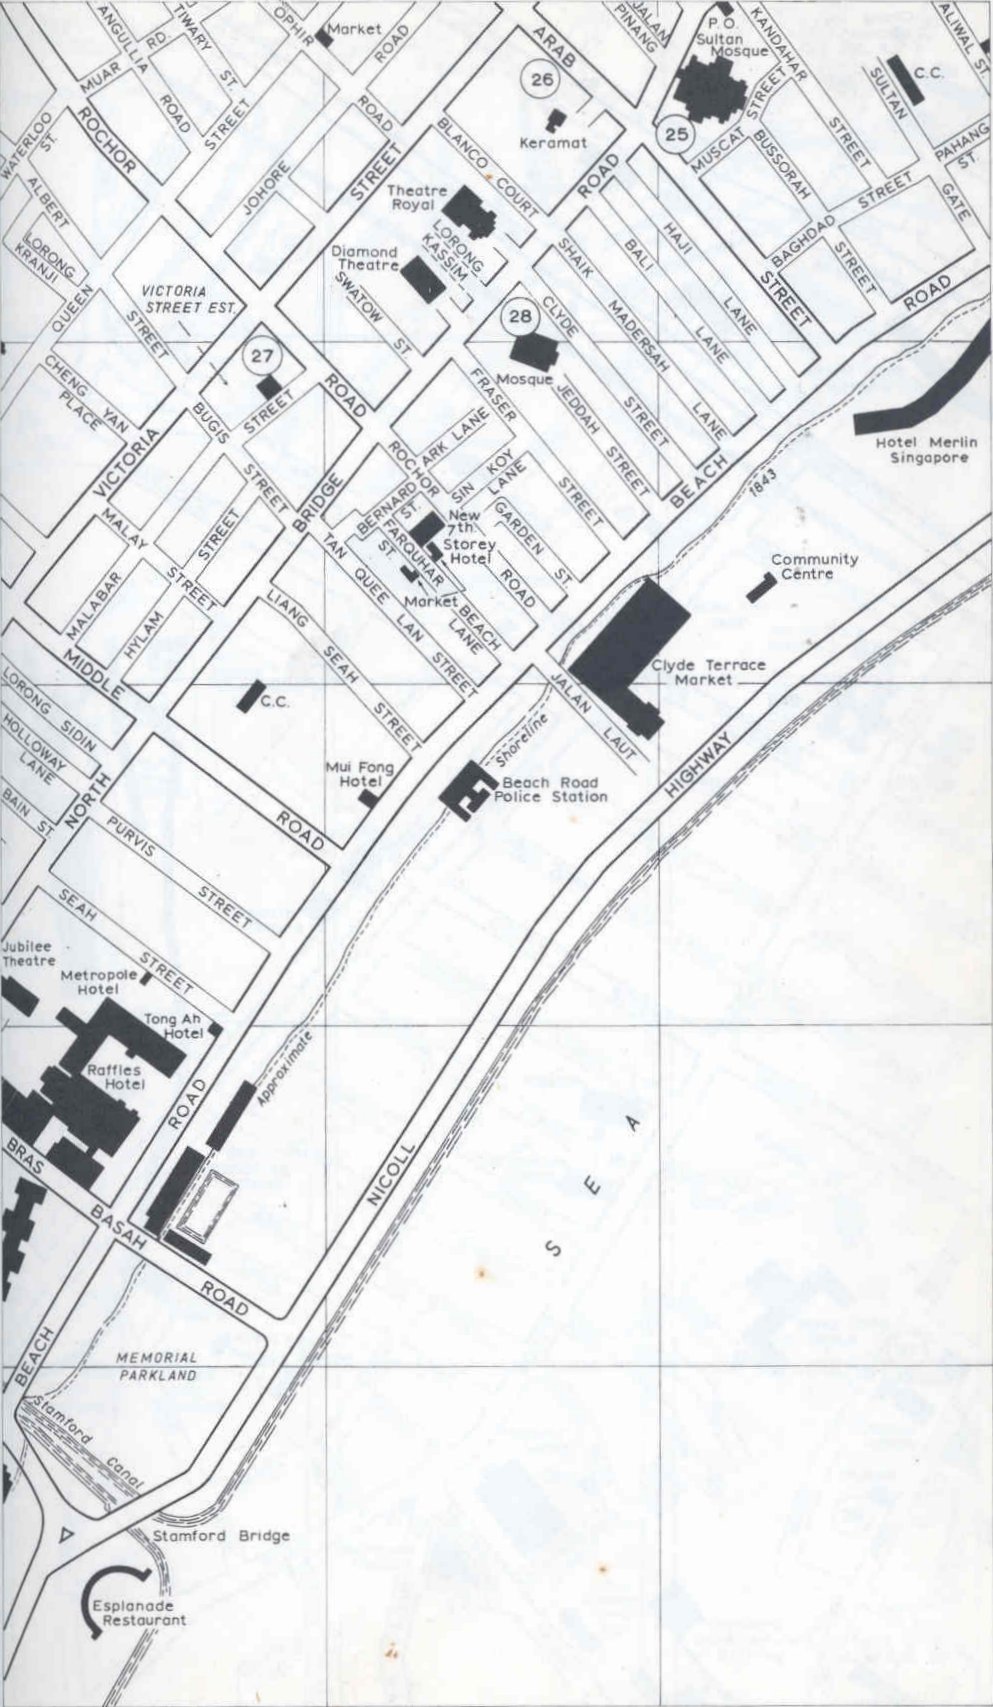 ANGULLIA
ROAD
TIWARY
ST.
OPHIR
ROAD
Market
ROAD
MUAR RD.
STREET
ARAB
STREET
JALAN
PINANG
P.O.
Sultan
Mosque
KANDAHAR
STREET
ALIWAL ST.
C.C.
SULTAN
GATE
PAHANG
ST.
26
Keramat
25
MUSCAT STREET
BUSSORAH
STREET
BAGHDAD STREET
ROCHOR
ROAD
WATERLOO
ST.
ALBERT
STREET
LORONG
KRANJI
QUEEN
JOHORE
BLANCO COURT
Theatre
Royal
LORONG
KASSIM
Diamond
Theatre
SWATOW
ST.
VICTORIA
STREET EST.
27
28
Mosque
SHAIK MADERSAH LANE
BALI LANE
HAJI LANE
CLYDE STREET
JEDDAH STREET
FRASER STREET
BEACH ROAD
1843
Hotel Merlin
Singapore
CHENG YAN
PLACE
VICTORIA STREET
BUGIS STREET
STREET
NORTH BRIDGE ROAD
ROCHOR
ROAD
ARK LANE
SIN KOY
LANE
BERNARD
ST.
FARQUHAR
ST.
New
7th
Storey
Hotel
GARDEN ST.
Market
BEACH
LANE
TAN QUEE LAN STREET
MALAY
STREET
MALABAR STREET
HYLAM
LIANG SEAH STREET
Community
Centre
Clyde Terrace
Market
JALAN LAUT
MIDDLE ROAD
C.C.
LORONG SIDIN
HOLLOWAY
LANE
BAIN ST.
Mui Fong
Hotel
Approximate Shoreline
Beach Road
Police Station
NICOLL HIGHWAY
PURVIS STREET
SEAH STREET
Jubilee
Theatre
Metropole
Hotel
Tong Ah
Hotel
Raffles
Hotel
BEACH ROAD
BRAS BASAH ROAD
SEA
MEMORIAL
PARKLAND
Stamford Canal
Stamford Bridge
Esplanade
Restaurant